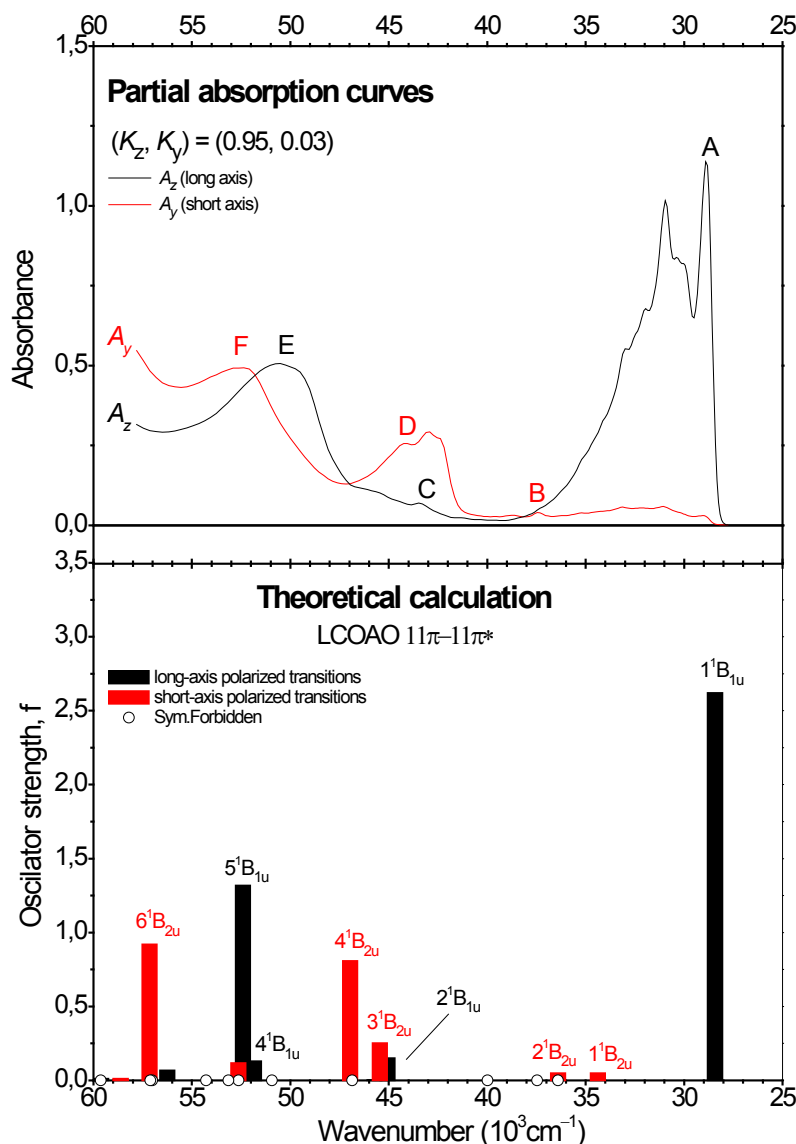 60 55 50 45 40 35 30 25
1,5
Partial absorption curves
(Kz, Ky) = (0.95, 0.03)
Az (long axis)
Ay (short axis)
A
1,0
Absorbance
Ay
F
E
0,5
Az
D
C
B
0,0
3,5
Theoretical calculation
LCOAO 11π–11π*
3,0
long-axis polarized transitions
short-axis polarized transitions
Sym.Forbidden
1¹B1u
2,5
2,0
Oscilator strength, f
1,5
5¹B1u
6¹B2u
4¹B2u
1,0
2¹B1u
3¹B2u
0,5
4¹B1u
2¹B2u
1¹B2u
0,0
60 55 50 45 40 35 28 25
Wavenumber (10³cm⁻¹)